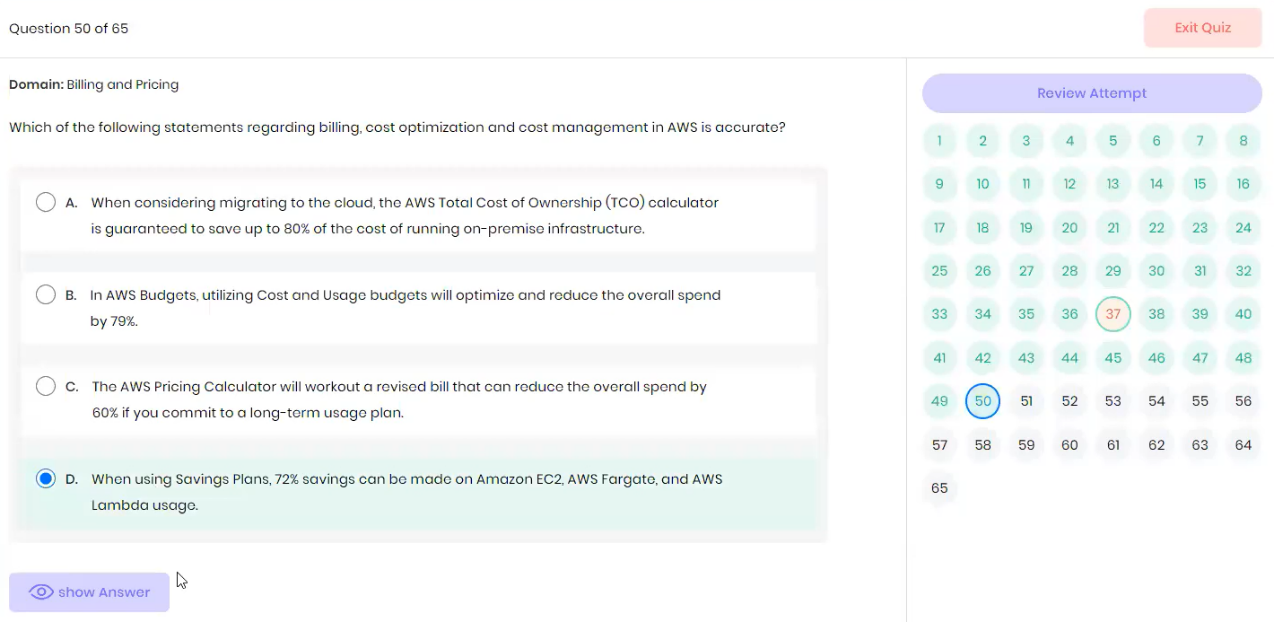 Question 50 of 65
Exit Quiz
Domain: Billing and Pricing
Which of the following statements regarding billing, cost optimization and cost management in AWS is accurate?
A. When considering migrating to the cloud, the AWS Total Cost of Ownership (TCO) calculator
is guaranteed to save up to 80% of the cost of running on-premise infrastructure.
B. In AWS Budgets, utilizing Cost and Usage budgets will optimize and reduce the overall spend
by 79%.
C. The AWS Pricing Calculator will workout a revised bill that can reduce the overall spend by
60% if you commit to a long-term usage plan.
D. When using Savings Plans, 72% savings can be made on Amazon EC2, AWS Fargate, and AWS
Lambda usage.
show Answer
Review Attempt
1 2 3 4 5 6 7 8
9 10 11 12 13 14 15 16
17 18 19 20 21 22 23 24
25 26 27 28 29 30 31 32
33 34 35 36 37 38 39 40
41 42 43 44 45 46 47 48
49 50 51 52 53 54 55 56
57 58 59 60 61 62 63 64
65